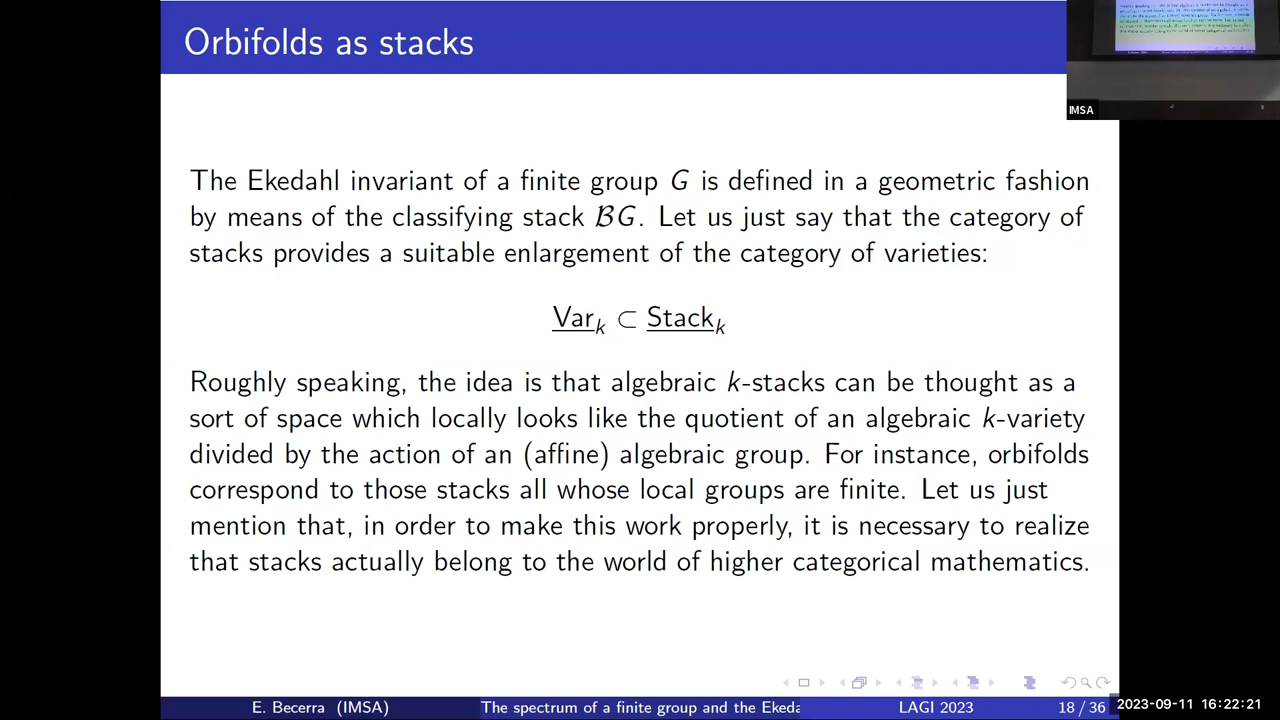 Orbifolds as stacks
IMSA
The Ekedahl invariant of a finite group G is defined in a geometric fashion
by means of the classifying stack BG. Let us just say that the category of
stacks provides a suitable enlargement of the category of varieties:
Var_k ⊂ Stack_k
Roughly speaking, the idea is that algebraic k-stacks can be thought as a
sort of space which locally looks like the quotient of an algebraic k-variety
divided by the action of an (affine) algebraic group. For instance, orbifolds
correspond to those stacks all whose local groups are finite. Let us just
mention that, in order to make this work properly, it is necessary to realize
that stacks actually belong to the world of higher categorical mathematics.
E. Becerra (IMSA) The spectrum of a finite group and the Ekeda LAGI 2023 18 / 36
2023-09-11 16:22:21